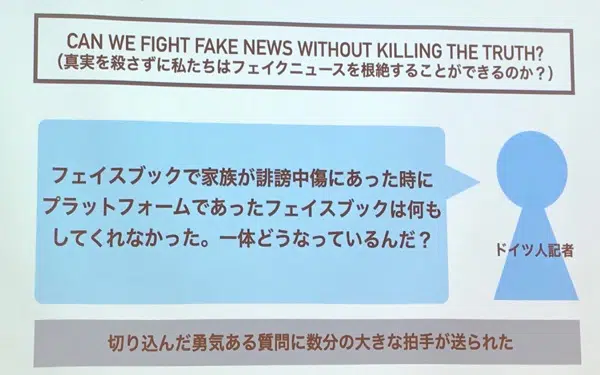 CAN WE FIGHT FAKE NEWS WITHOUT KILLING THE TRUTH?
(真実を殺さずに私たちはフェイクニュースを根絶することができるのか?)
フェイスブックで家族が誹謗中傷にあった時に
プラットフォームであったフェイスブックは何も
してくれなかった。一体どうなっているんだ?
ドイツ人記者
切り込んだ勇気ある質問に数分の大きな拍手が送られた